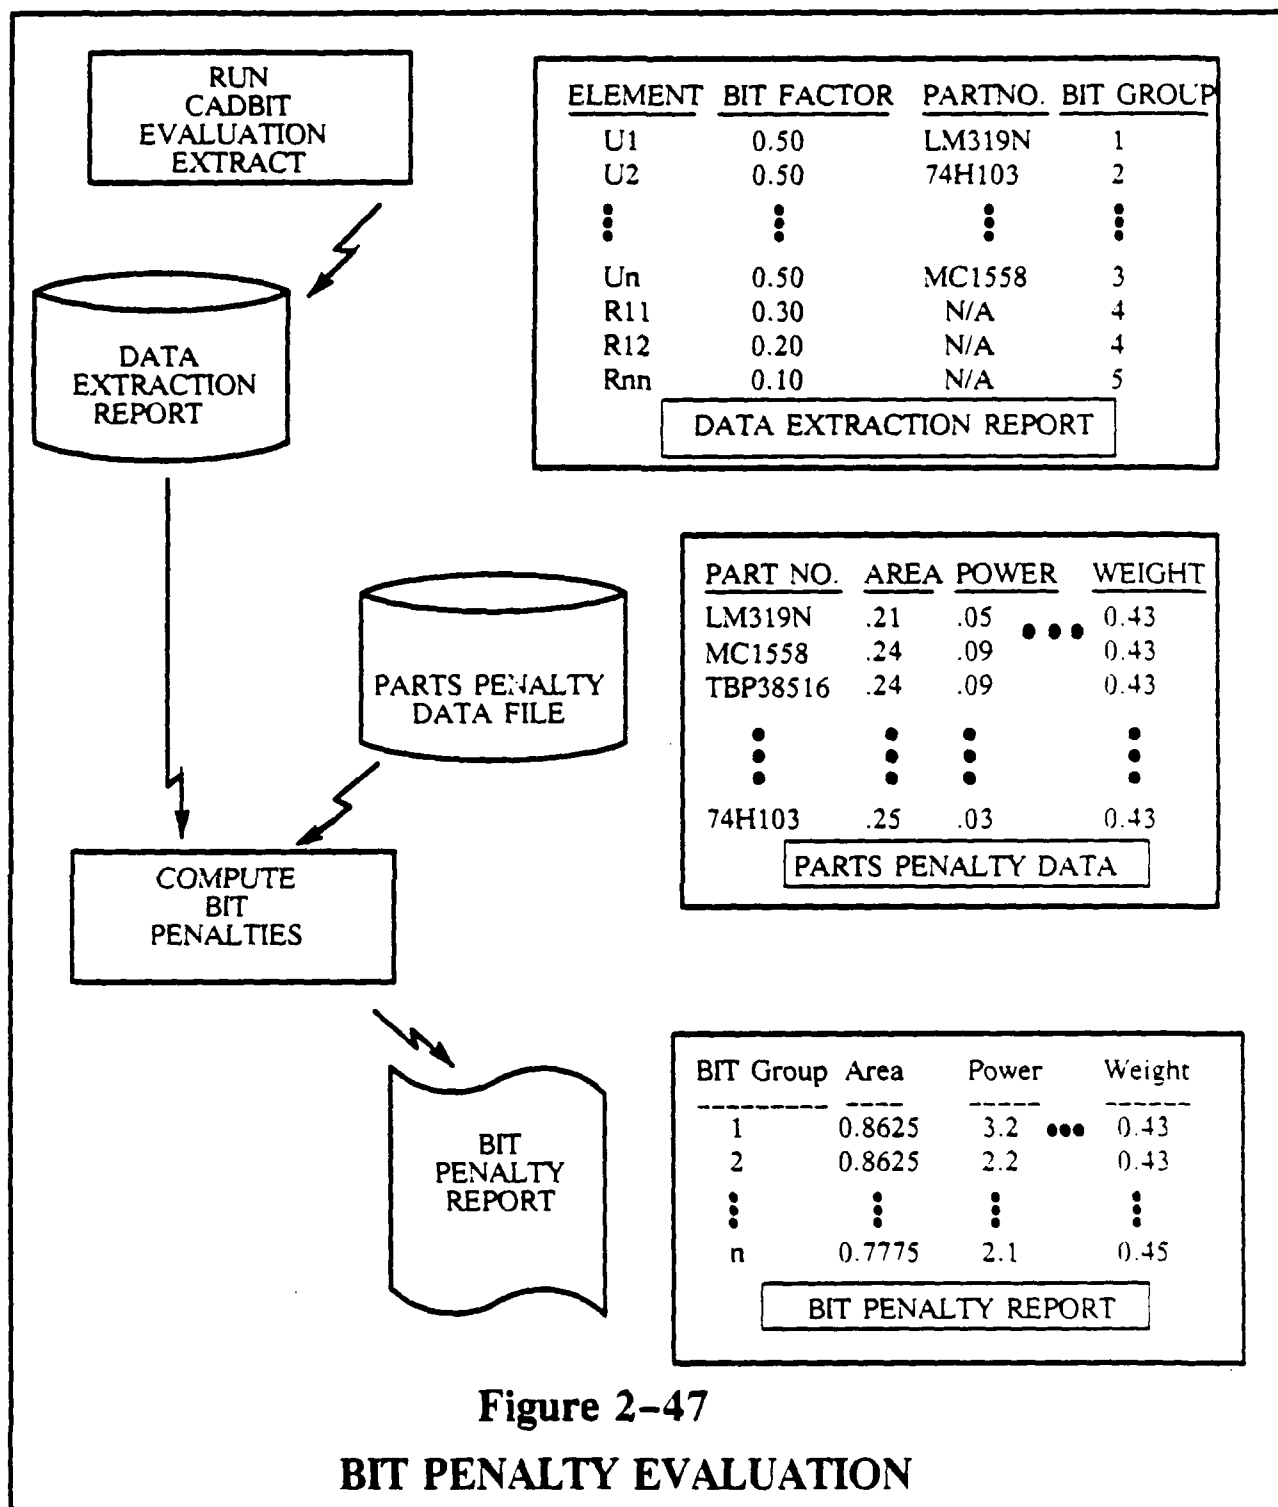 RUN
CADBIT
EVALUATION
EXTRACT
ELEMENT BIT FACTOR PARTNO. BIT GROUP
U1 0.50 LM319N 1
U2 0.50 74H103 2
Un 0.50 MC1558 3
R11 0.30 N/A 4
R12 0.20 N/A 4
Rnn 0.10 N/A 5
DATA EXTRACTION REPORT
DATA
EXTRACTION
REPORT
PART NO. AREA POWER WEIGHT
LM319N .21 .05 0.43
MC1558 .24 .09 0.43
TBP38516 .24 .09 0.43
74H103 .25 .03 0.43
PARTS PENALTY DATA
PARTS PENALTY
DATA FILE
COMPUTE
BIT
PENALTIES
BIT Group Area Power Weight
1 0.8625 3.2 0.43
2 0.8625 2.2 0.43
n 0.7775 2.1 0.45
BIT PENALTY REPORT
BIT
PENALTY
REPORT
Figure 2-47
BIT PENALTY EVALUATION